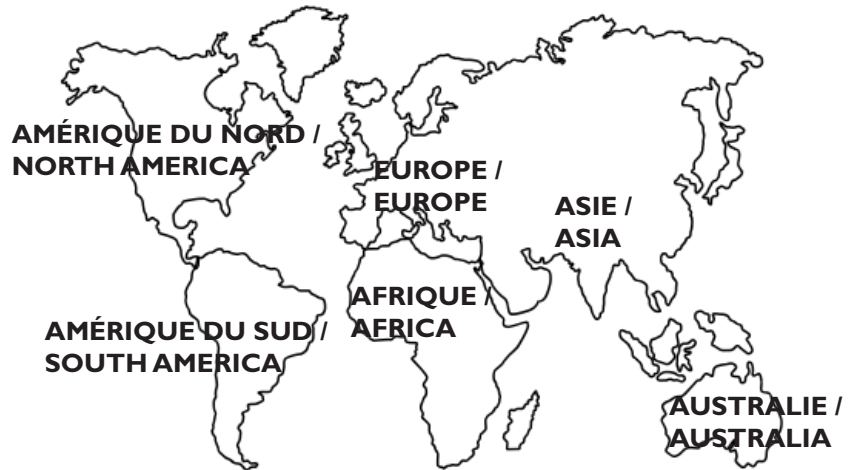 AMÉRIQUE DU NORD /
NORTH AMERICA
EUROPE /
EUROPE
ASIE /
ASIA
AFRIQUE /
AFRICA
AMÉRIQUE DU SUD /
SOUTH AMERICA
AUSTRALIE /
AUSTRALIA